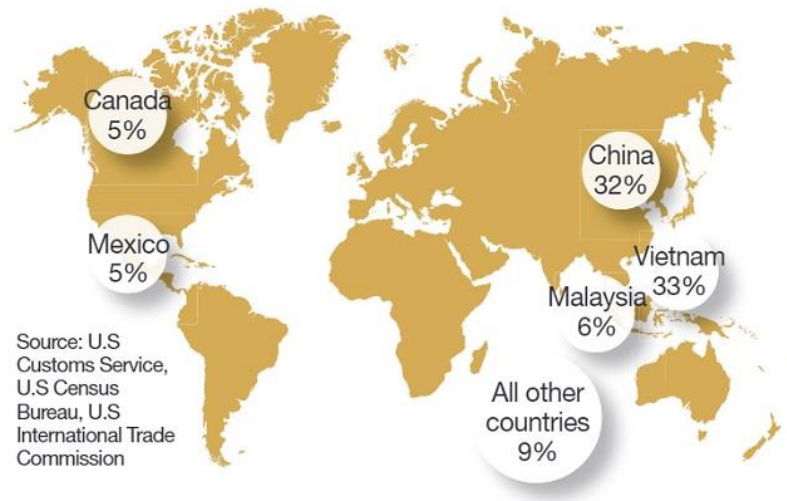 Canada
5%
China
32%
Mexico
5%
Vietnam
33%
Malaysia
6%
Source: U.S
Customs Service,
U.S Census
Bureau, U.S
International Trade
Commission
All other
countries
9%